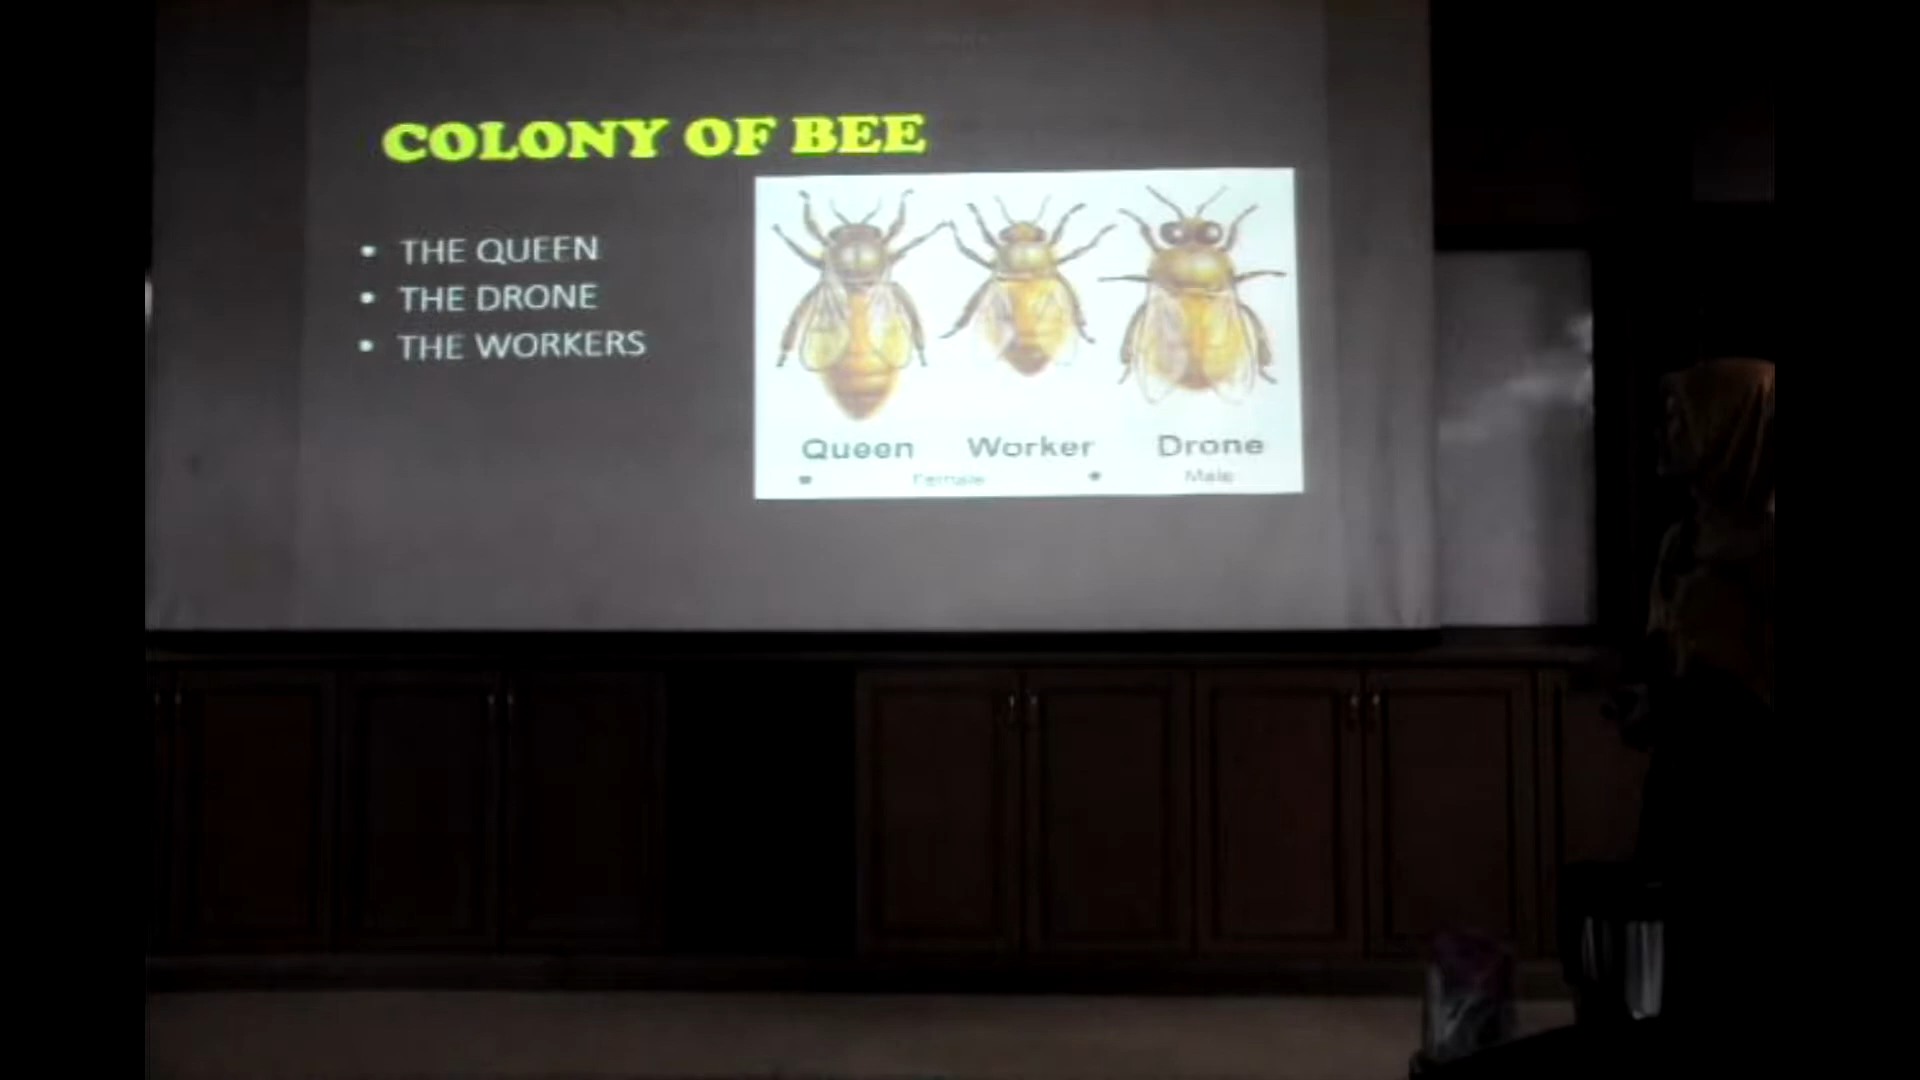 COLONY OF BEE
• THE QUEEN
• THE DRONE
• THE WORKERS
Queen Worker Drone
Female Male